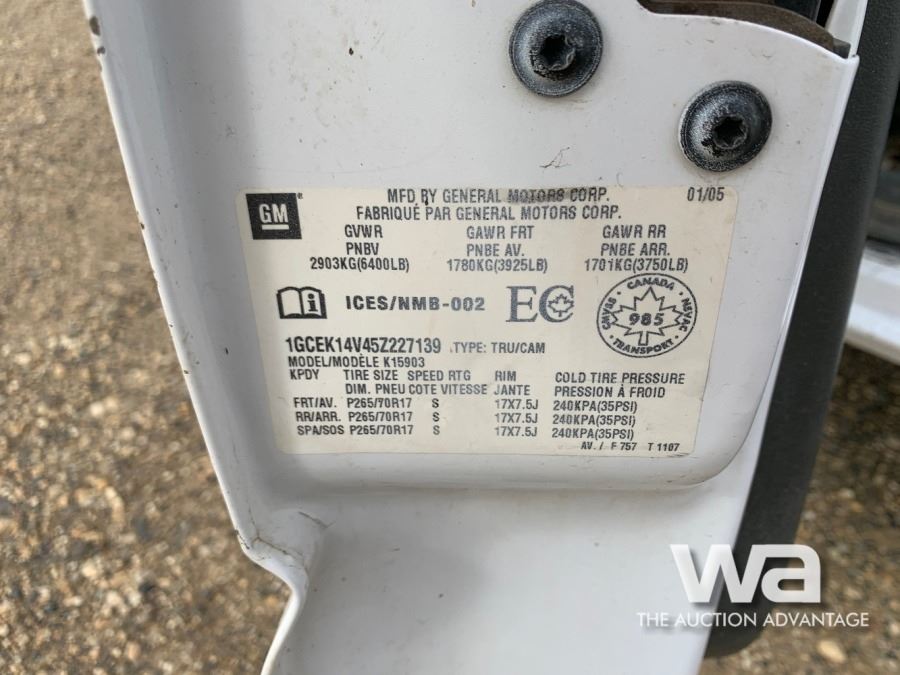 GM
MFD BY GENERAL MOTORS CORP. 01/05
FABRIQUÉ PAR GENERAL MOTORS CORP.
GVWR GAWR FRT GAWR RR
PNBV PNBE AV. PNBE ARR.
2903KG(6400LB) 1780KG(3925LB) 1701KG(3750LB)
i ICES/NMB-002 EC
CANADA
CMVSS NSVAC
985
TRANSPORT
1GCEK14V45Z227139 TYPE: TRU/CAM
MODEL/MODÈLE K15903
KPDY TIRE SIZE SPEED RTG RIM COLD TIRE PRESSURE
DIM. PNEU COTE VITESSE JANTE PRESSION À FROID
FRT/AV. P265/70R17 S 17X7.5J 240KPA(35PSI)
RR/ARR. P265/70R17 S 17X7.5J 240KPA(35PSI)
SPA/SOS P265/70R17 S 17X7.5J 240KPA(35PSI)
AV. / F 757 T 1107
wa
THE AUCTION ADVANTAGE